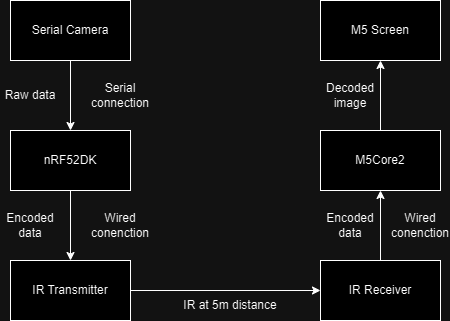 Serial Camera
M5 Screen
Raw data
Serial
connection
Decoded
image
nRF52DK
M5Core2
Encoded
data
Wired
conenction
Encoded
data
Wired
conenction
IR Transmitter
IR at 5m distance
IR Receiver